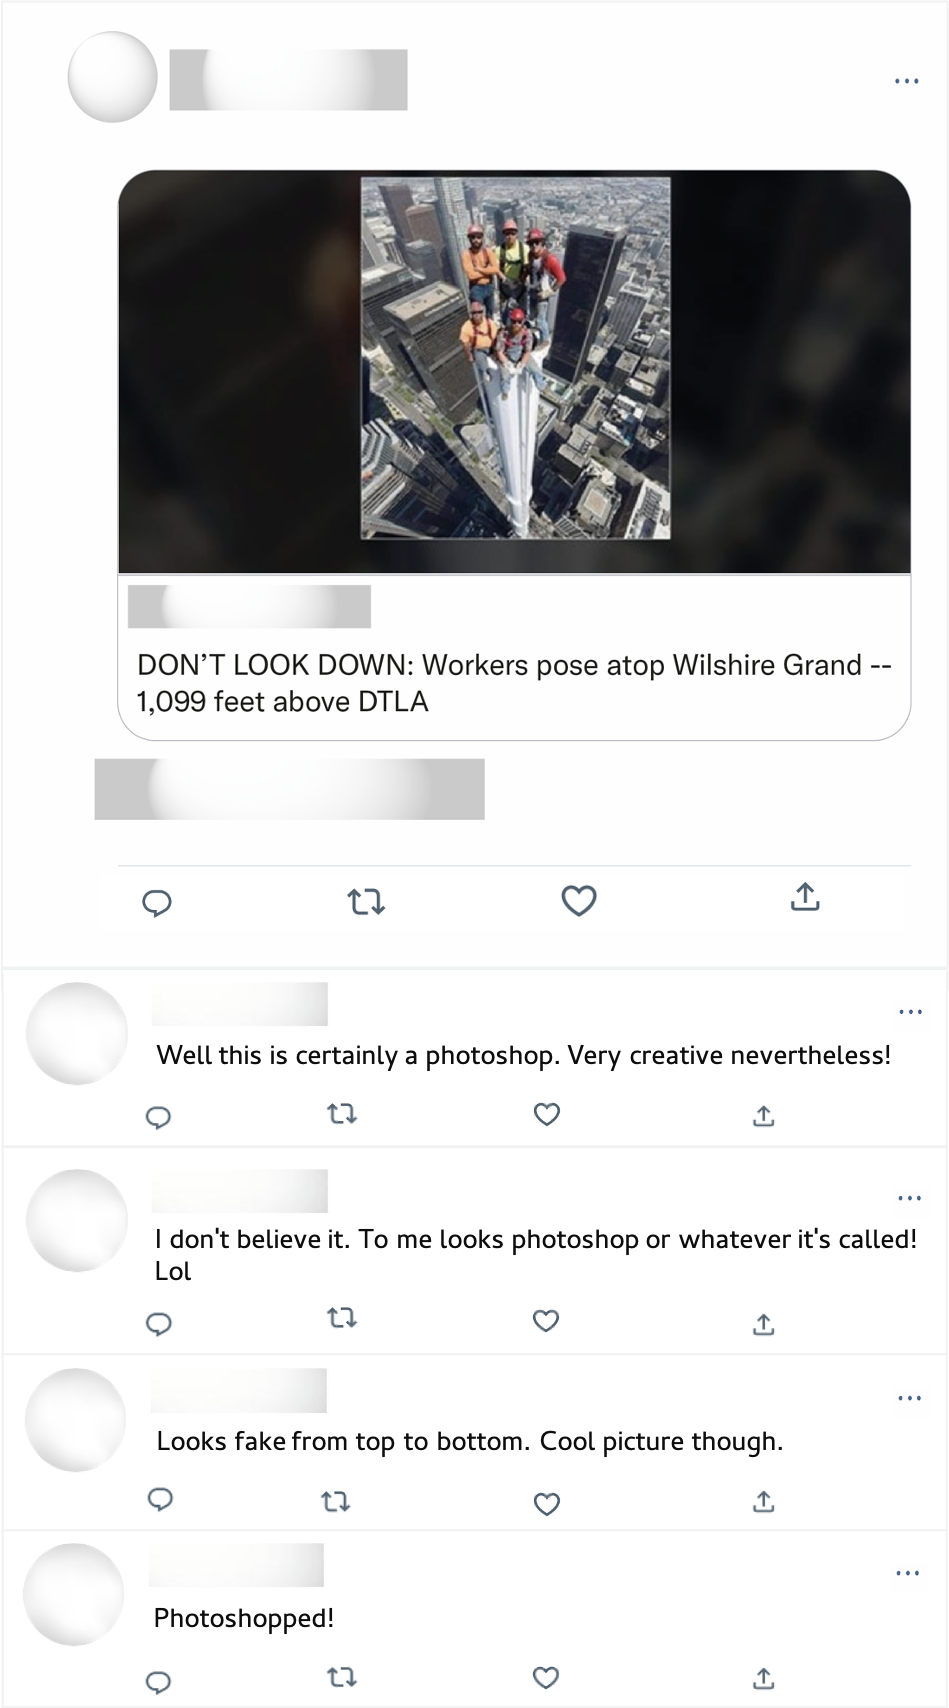 DON’T LOOK DOWN: Workers pose atop Wilshire Grand --
1,099 feet above DTLA
Well this is certainly a photoshop. Very creative nevertheless!
I don't believe it. To me looks photoshop or whatever it's called!
Lol
Looks fake from top to bottom. Cool picture though.
Photoshopped!